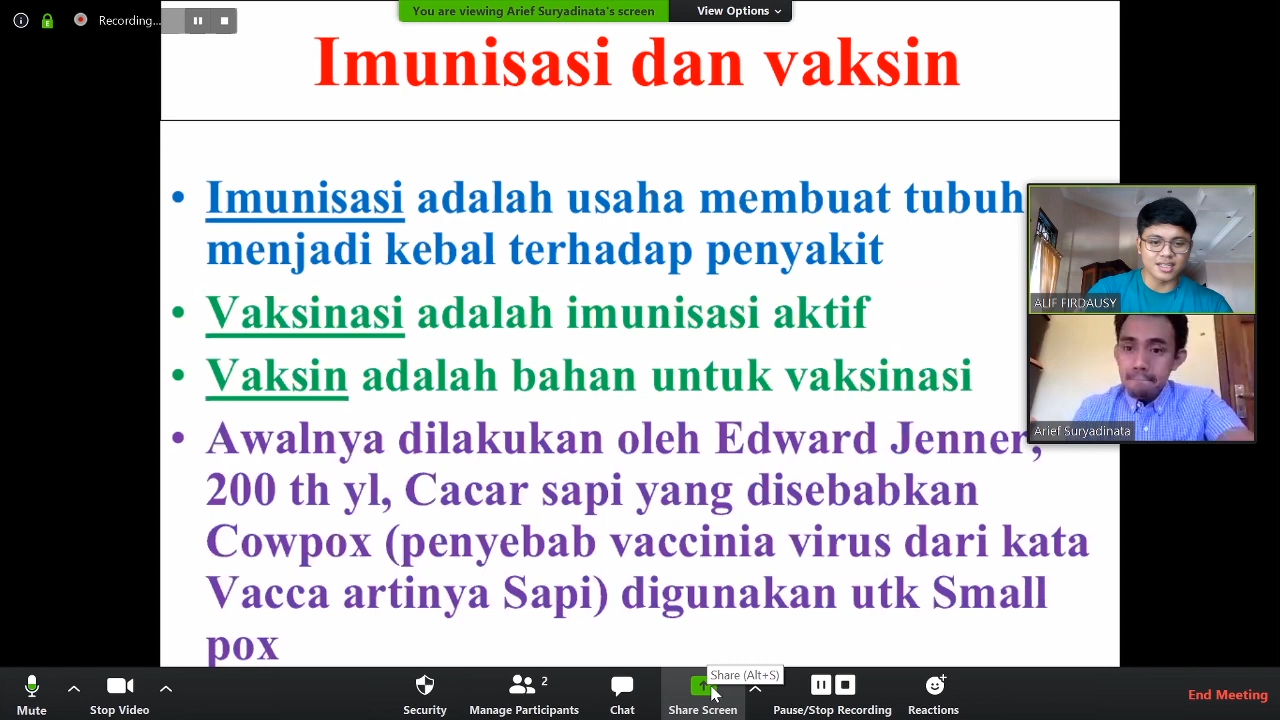 Recording...
You are viewing Arief Suryadinata's screen
View Options
Imunisasi dan vaksin
• Imunisasi adalah usaha membuat tubuh
menjadi kebal terhadap penyakit
• Vaksinasi adalah imunisasi aktif
• Vaksin adalah bahan untuk vaksinasi
• Awalnya dilakukan oleh Edward Jenner,
200 th yl, Cacar sapi yang disebabkan
Cowpox (penyebab vaccinia virus dari kata
Vacca artinya Sapi) digunakan utk Small
pox
ALIF FIRDAUSY
Arief Suryadinata
Share (Alt+S)
Mute
Stop Video
Security
2
Manage Participants
Chat
Share Screen
Pause/Stop Recording
Reactions
End Meeting